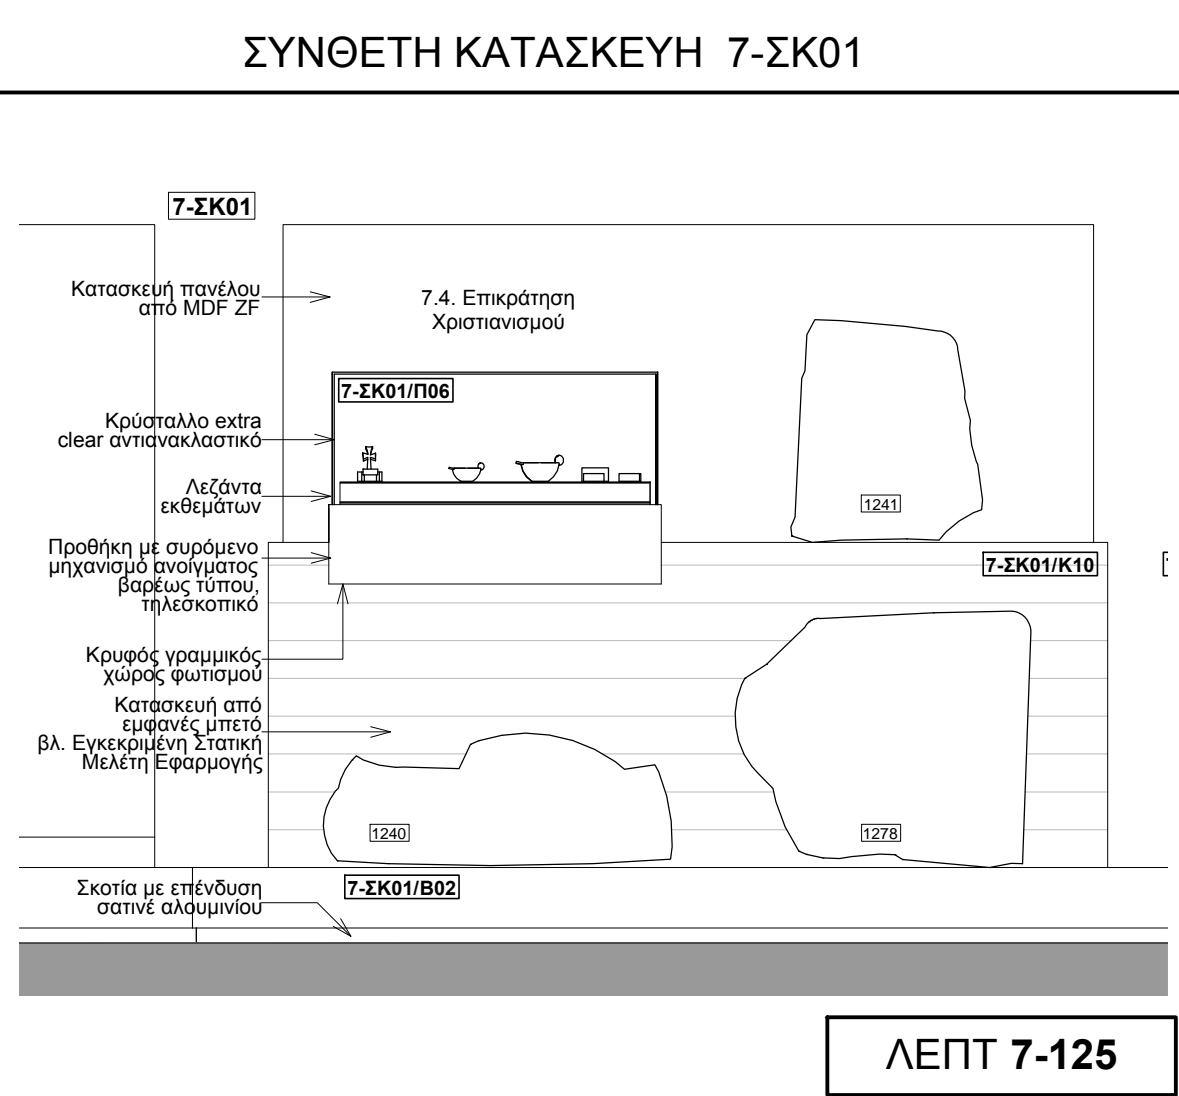 ΣΥΝΘΕΤΗ ΚΑΤΑΣΚΕΥΗ 7-ΣΚ01
7-ΣΚ01
Κατασκευή πανέλου
από MDF ZF
7.4. Επικράτηση
Χριστιανισμού
7-ΣΚ01/Π06
Κρύσταλλο extra
clear αντιανακλαστικό
Λεζάντα
εκθεμάτων
1241
Προθήκη με συρόμενο
μηχανισμό ανοίγματος
βαρέως τύπου,
τηλεσκοπικό
7-ΣΚ01/Κ10
Κρυφός γραμμικός
χώρος φωτισμού
Κατασκευή από
εμφανές μπετό
βλ. Εγκεκριμένη Στατική
Μελέτη Εφαρμογής
1240
1278
Σκοτία με επένδυση
σατινέ αλουμινίου
7-ΣΚ01/Β02
ΛΕΠΤ 7-125